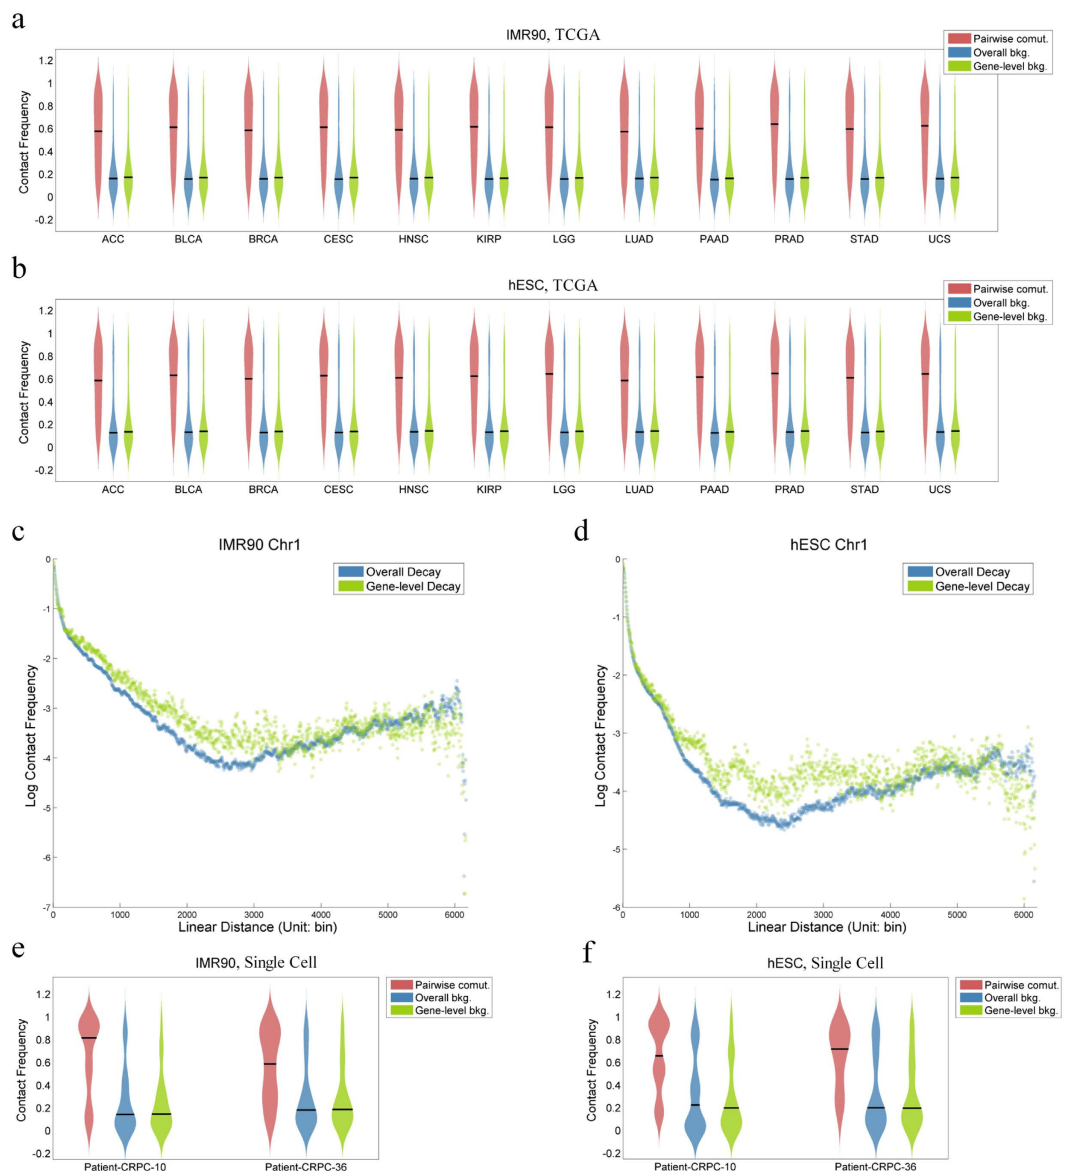 a
IMR90, TCGA
Pairwise comut.
Overall bkg.
Gene-level bkg.
Contact Frequency
1.2
1
0.8
0.6
0.4
0.2
0
-0.2
ACC BLCA BRCA CESC HNSC KIRP LGG LUAD PAAD PRAD STAD UCS
b
hESC, TCGA
Pairwise comut.
Overall bkg.
Gene-level bkg.
Contact Frequency
1.2
1
0.8
0.6
0.4
0.2
0
-0.2
ACC BLCA BRCA CESC HNSC KIRP LGG LUAD PAAD PRAD STAD UCS
c
IMR90 Chr1
Overall Decay
Gene-level Decay
Log Contact Frequency
0
-1
-2
-3
-4
-5
-6
-7
0 1000 2000 3000 4000 5000 6000
Linear Distance (Unit: bin)
d
hESC Chr1
Overall Decay
Gene-level Decay
Log Contact Frequency
0
-1
-2
-3
-4
-5
-6
0 1000 2000 3000 4000 5000 6000
Linear Distance (Unit: bin)
e
IMR90, Single Cell
Pairwise comut.
Overall bkg.
Gene-level bkg.
Contact Frequency
1.2
1
0.8
0.6
0.4
0.2
0
-0.2
Patient-CRPC-10 Patient-CRPC-36
f
hESC, Single Cell
Pairwise comut.
Overall bkg.
Gene-level bkg.
Contact Frequency
1.2
1
0.8
0.6
0.4
0.2
0
-0.2
Patient-CRPC-10 Patient-CRPC-36